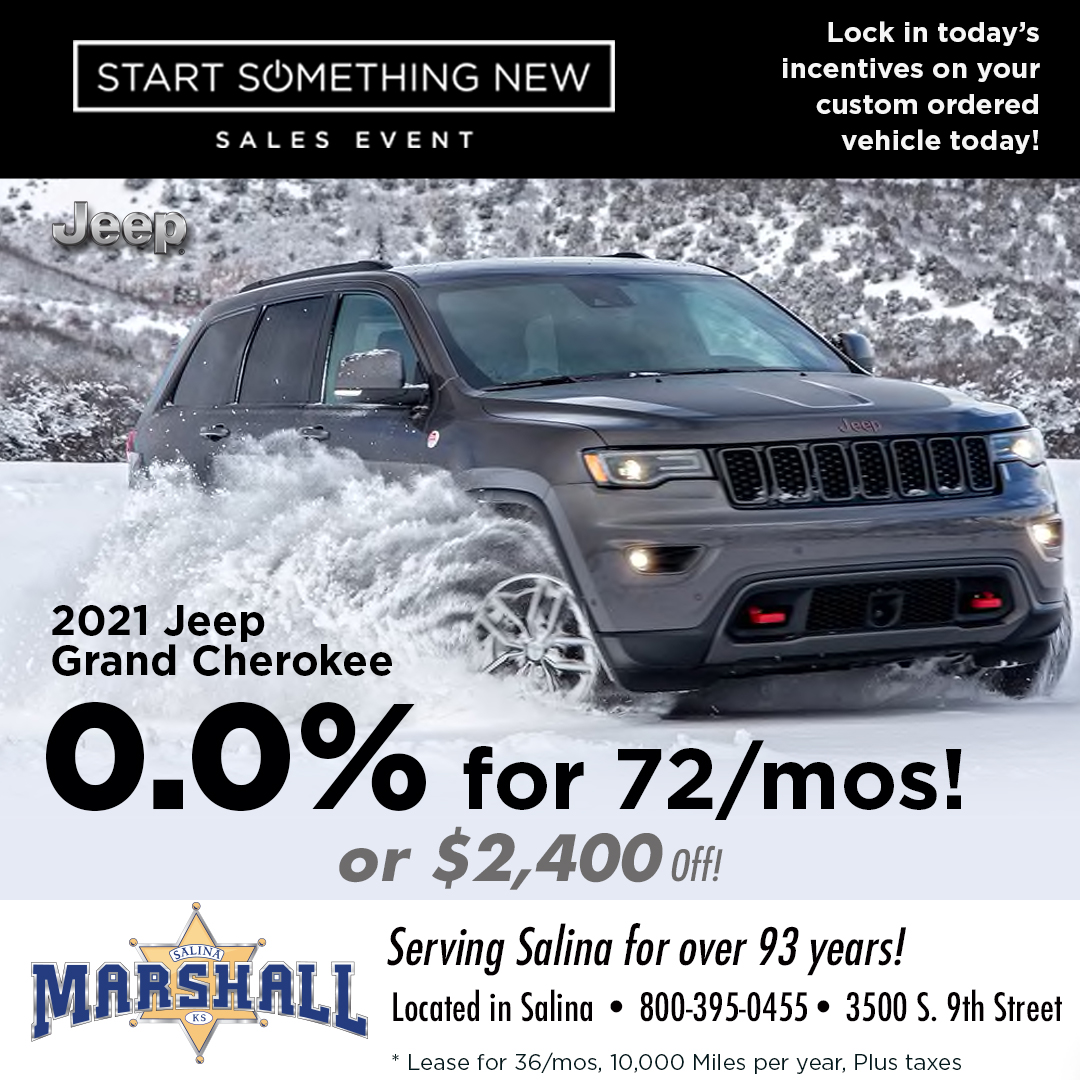 START SOMETHING NEW
SALES EVENT
Lock in today's
incentives on your
custom ordered
vehicle today!
Jeep
Jeep
2021 Jeep
Grand Cherokee
0.0% for 72/mos!
or $2,400 Off!
SALINA
MARSHALL
KS
Serving Salina for over 93 years!
Located in Salina • 800-395-0455 • 3500 S. 9th Street
* Lease for 36/mos, 10,000 Miles per year, Plus taxes